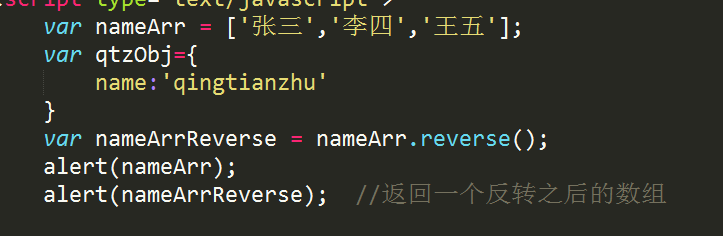 script type="text/javascript">
var nameArr = ['张三','李四','王五'];
var qtzObj={
name:'qingtianzhu'
}
var nameArrReverse = nameArr.reverse();
alert(nameArr);
alert(nameArrReverse); //返回一个反转之后的数组